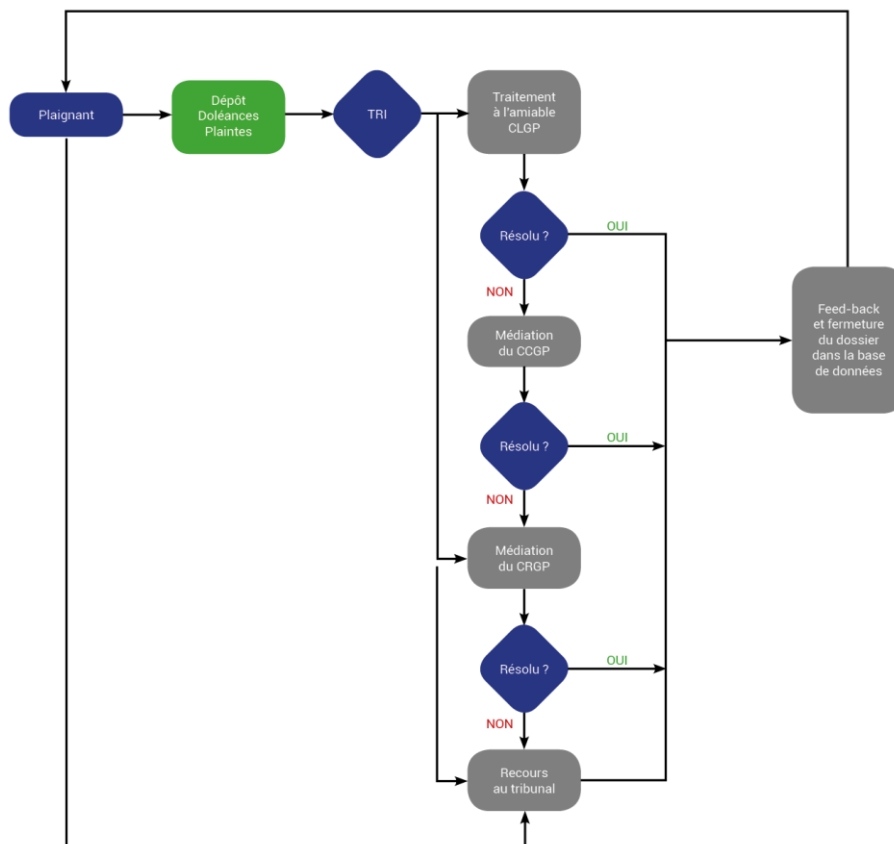 Plaignant
Dépôt
Doléances
Plaintes
TRI
Traitement
à l'amiable
CLGP
Résolu ?
OUI
NON
Médiation
du CCGP
Résolu ?
OUI
NON
Médiation
du CRGP
Résolu ?
OUI
NON
Recours
au tribunal
Feed-back
et fermeture
du dossier
dans la base
de données